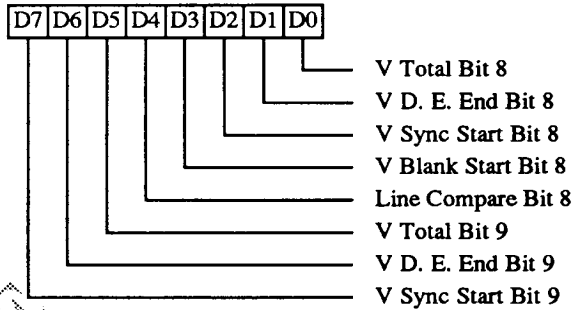 D7 D6 D5 D4 D3 D2 D1 D0
V Total Bit 8
V D. E. End Bit 8
V Sync Start Bit 8
V Blank Start Bit 8
Line Compare Bit 8
V Total Bit 9
V D. E. End Bit 9
V Sync Start Bit 9